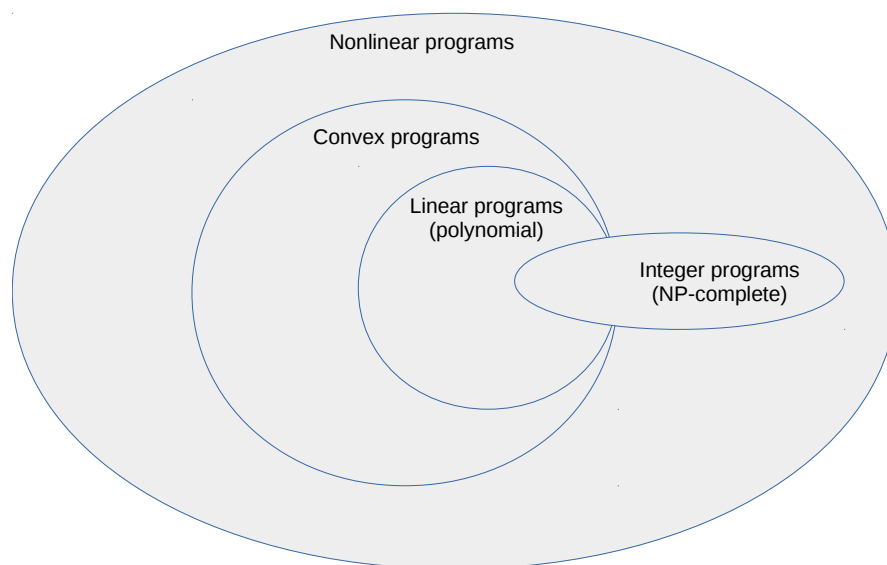 Nonlinear programs
Convex programs
Linear programs
(polynomial)
Integer programs
(NP-complete)